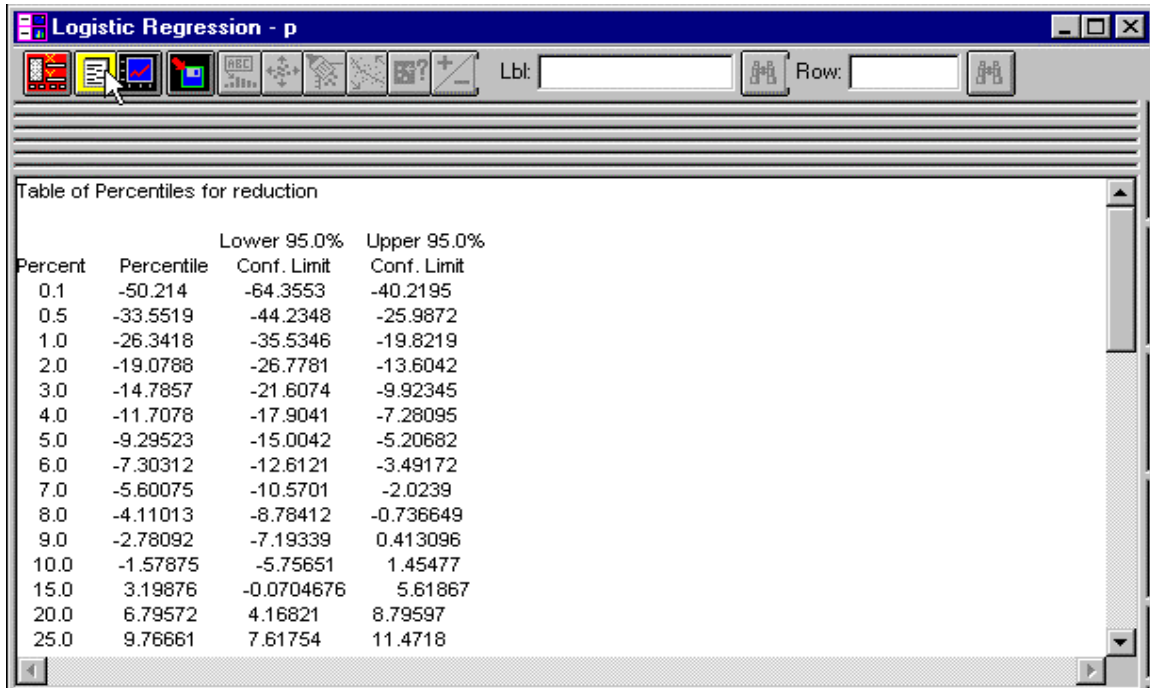 Logistic Regression - p
ABC Lbl: Row:
Table of Percentiles for reduction
Lower 95.0% Upper 95.0%
Percent Percentile Conf. Limit Conf. Limit
0.1 -50.214 -64.3553 -40.2195
0.5 -33.5519 -44.2348 -25.9872
1.0 -26.3418 -35.5346 -19.8219
2.0 -19.0788 -26.7781 -13.6042
3.0 -14.7857 -21.6074 -9.92345
4.0 -11.7078 -17.9041 -7.28095
5.0 -9.29523 -15.0042 -5.20682
6.0 -7.30312 -12.6121 -3.49172
7.0 -5.60075 -10.5701 -2.0239
8.0 -4.11013 -8.78412 -0.736649
9.0 -2.78092 -7.19339 0.413096
10.0 -1.57875 -5.75651 1.45477
15.0 3.19876 -0.0704676 5.61867
20.0 6.79572 4.16821 8.79597
25.0 9.76661 7.61754 11.4718